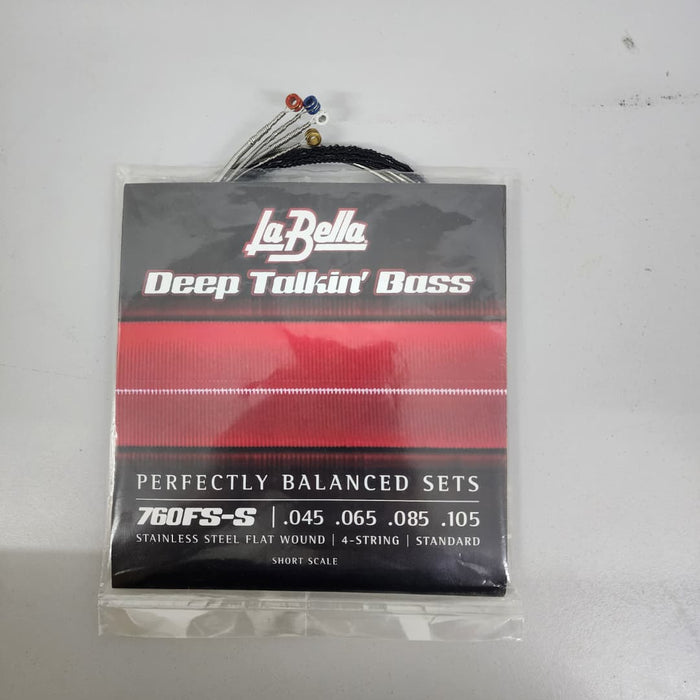 La Bella
Deep Talkin' Bass
PERFECTLY BALANCED SETS
760FS-S | .045 .065 .085 .105
STAINLESS STEEL FLAT WOUND | 4-STRING | STANDARD
SHORT SCALE